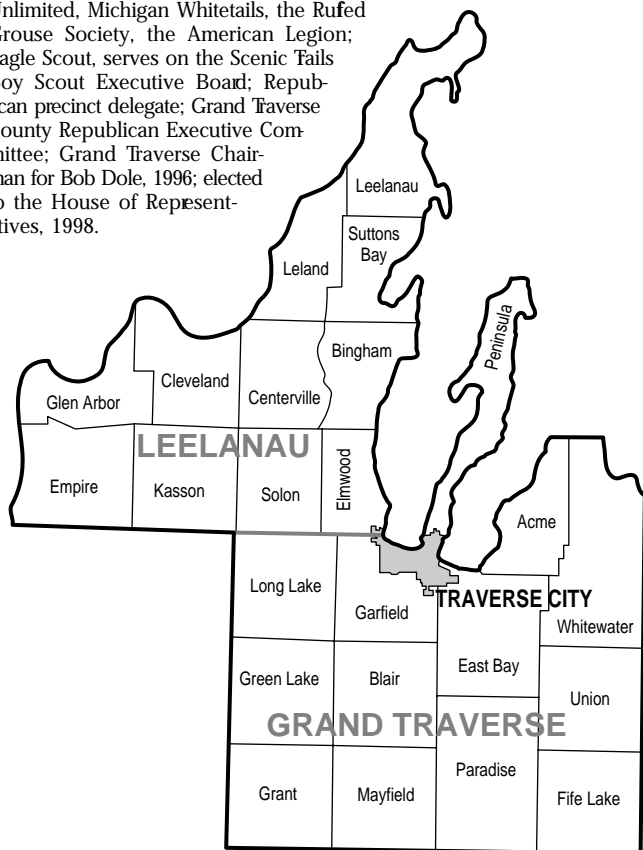 Unlimited, Michigan Whitetails, the Rufed
Grouse Society, the American Legion;
Eagle Scout, serves on the Scenic Tails
Boy Scout Executive Board; Repub-
ican precinct delegate; Grand Traverse
County Republican Executive Com-
mittee; Grand Traverse Chair-
man for Bob Dole, 1996; elected
o the House of Represent-
tives, 1998.
Leelanau
Suttons
Bay
Leland
Peninsula
Bingham
Cleveland
Centerville
Glen Arbor
LEELANAU
Elmwood
Empire
Kasson
Solon
Acme
Long Lake
TRAVERSE CITY
Garfield
Whitewater
East Bay
Green Lake
Blair
Union
GRAND TRAVERSE
Paradise
Grant
Mayfield
Fife Lake